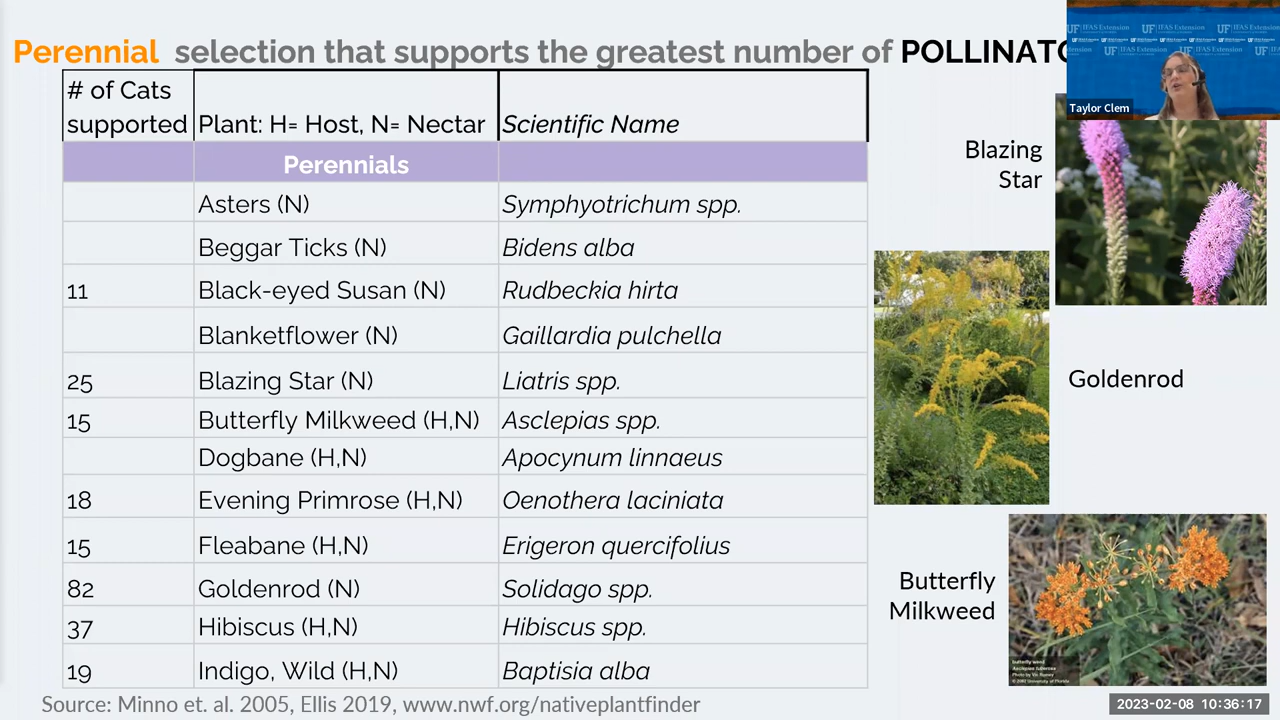 Perennial selection that supports the greatest number of POLLINATO
# of Cats supported | Plant: H= Host, N= Nectar | Scientific Name
Perennials
Asters (N) | Symphyotrichum spp.
Beggar Ticks (N) | Bidens alba
11 | Black-eyed Susan (N) | Rudbeckia hirta
Blanketflower (N) | Gaillardia pulchella
25 | Blazing Star (N) | Liatris spp.
15 | Butterfly Milkweed (H,N) | Asclepias spp.
Dogbane (H,N) | Apocynum linnaeus
18 | Evening Primrose (H,N) | Oenothera laciniata
15 | Fleabane (H,N) | Erigeron quercifolius
82 | Goldenrod (N) | Solidago spp.
37 | Hibiscus (H,N) | Hibiscus spp.
19 | Indigo, Wild (H,N) | Baptisia alba
Source: Minno et. al. 2005, Ellis 2019, www.nwf.org/nativeplantfinder
Blazing
Star
Goldenrod
Butterfly
Milkweed
UF IFAS Extension
Taylor Clem
2023-02-08 10:36:17